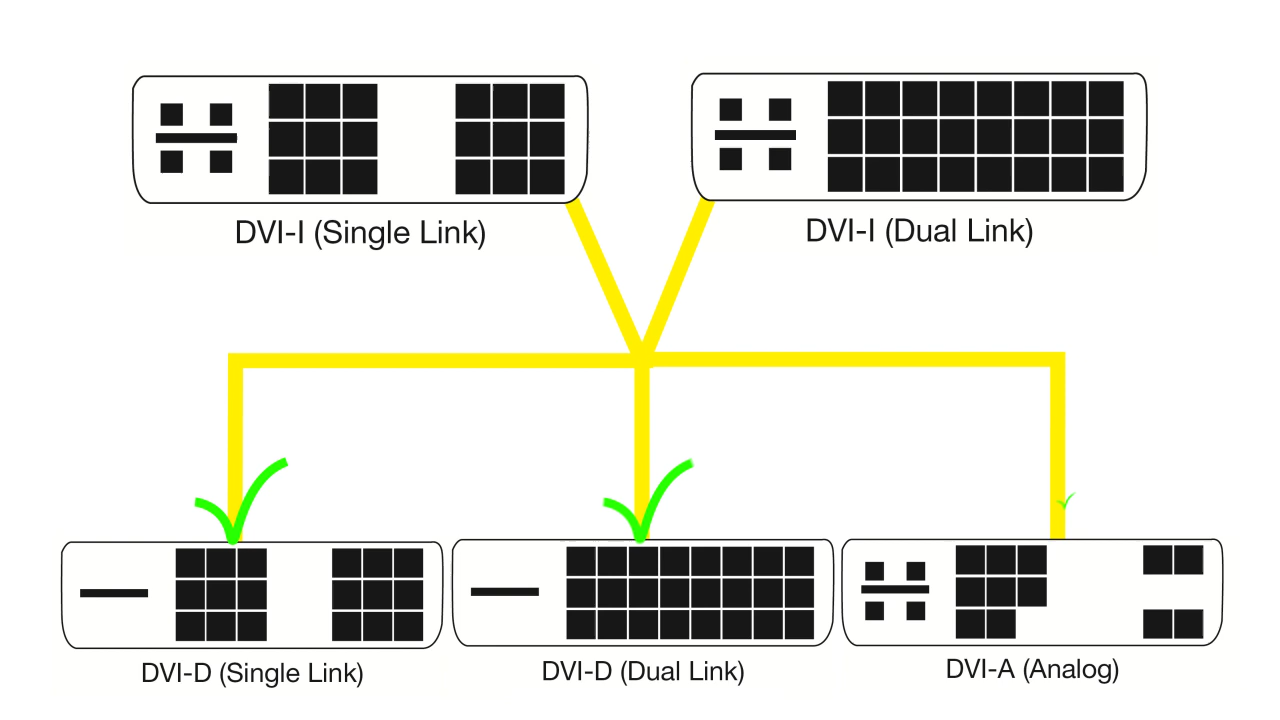 DVI-I (Single Link)
DVI-I (Dual Link)
DVI-D (Single Link)
DVI-D (Dual Link)
DVI-A (Analog)